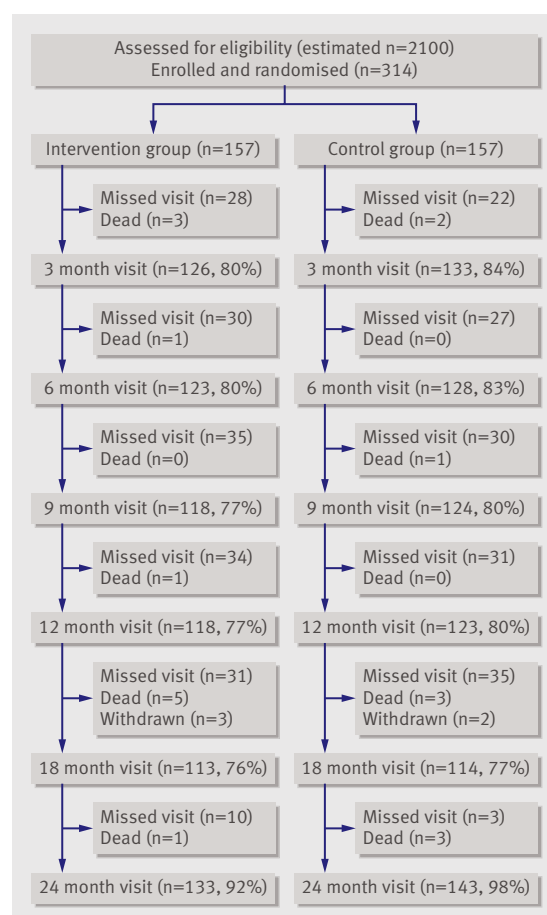 Assessed for eligibility (estimated n=2100)
Enrolled and randomised (n=314)
Intervention group (n=157)
Control group (n=157)
Missed visit (n=28)
Dead (n=3)
Missed visit (n=22)
Dead (n=2)
3 month visit (n=126, 80%)
3 month visit (n=133, 84%)
Missed visit (n=30)
Dead (n=1)
Missed visit (n=27)
Dead (n=0)
6 month visit (n=123, 80%)
6 month visit (n=128, 83%)
Missed visit (n=35)
Dead (n=0)
Missed visit (n=30)
Dead (n=1)
9 month visit (n=118, 77%)
9 month visit (n=124, 80%)
Missed visit (n=34)
Dead (n=1)
Missed visit (n=31)
Dead (n=0)
12 month visit (n=118, 77%)
12 month visit (n=123, 80%)
Missed visit (n=31)
Dead (n=5)
Withdrawn (n=3)
Missed visit (n=35)
Dead (n=3)
Withdrawn (n=2)
18 month visit (n=113, 76%)
18 month visit (n=114, 77%)
Missed visit (n=10)
Dead (n=1)
Missed visit (n=3)
Dead (n=3)
24 month visit (n=133, 92%)
24 month visit (n=143, 98%)